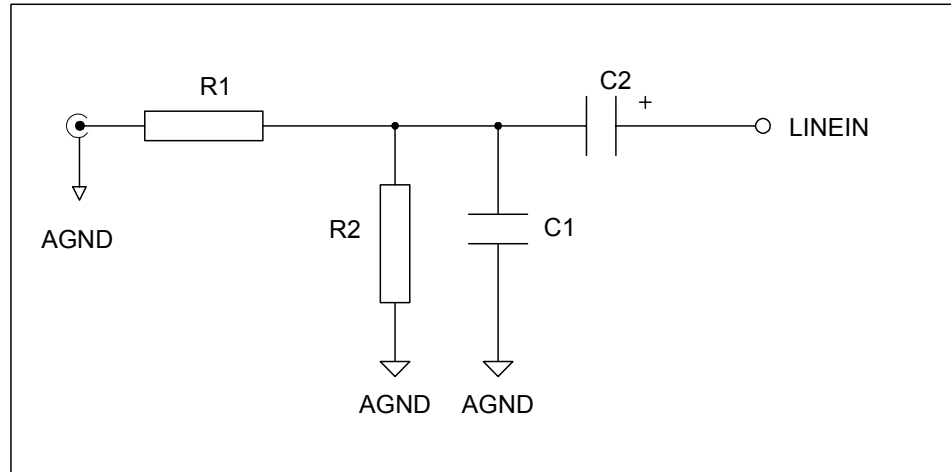 R1
C2
+
LINEIN
AGND
R2
C1
AGND
AGND